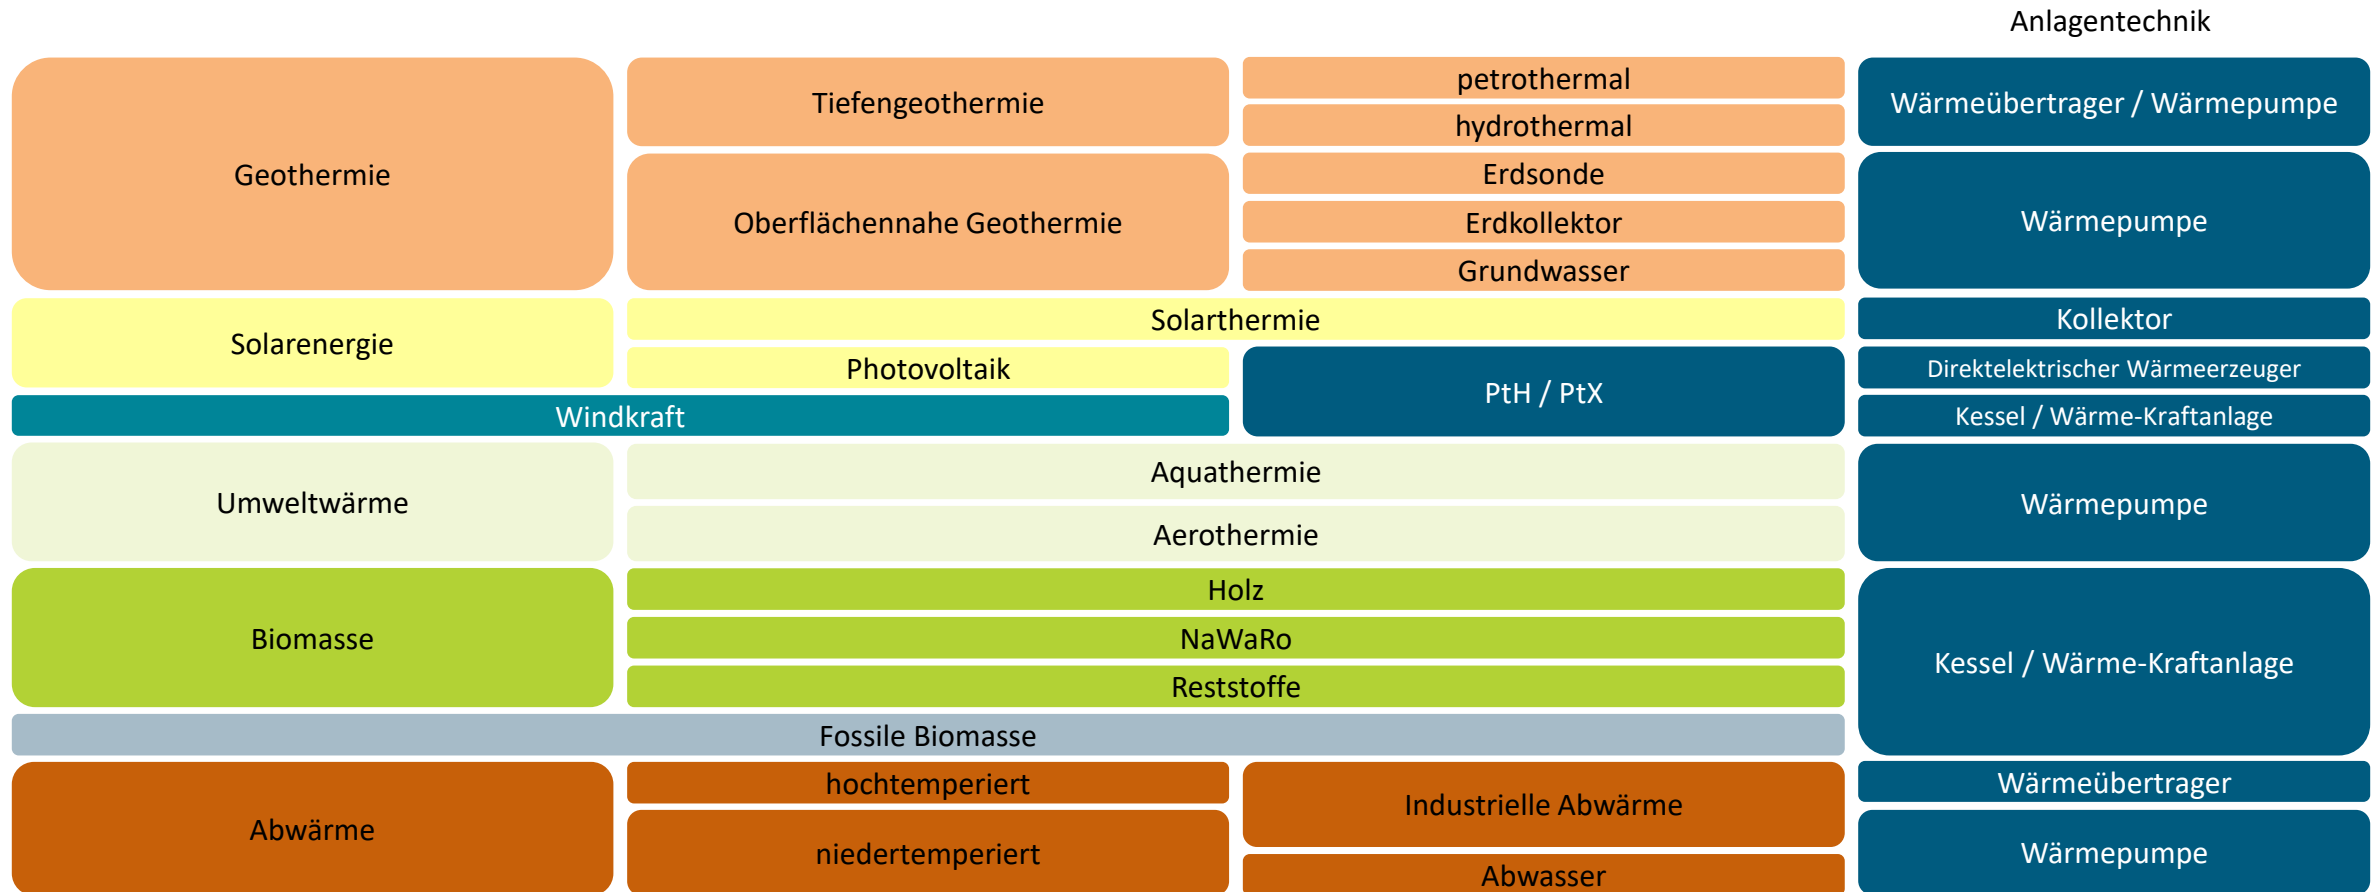 Anlagentechnik
Geothermie
Tiefengeothermie
petrothermal
hydrothermal
Wärmeübertrager / Wärmepumpe
Oberflächennahe Geothermie
Erdsonde
Erdkollektor
Grundwasser
Wärmepumpe
Solarenergie
Solarthermie
Kollektor
Photovoltaik
PtH / PtX
Direktelektrischer Wärmeerzeuger
Windkraft
Kessel / Wärme-Kraftanlage
Umweltwärme
Aquathermie
Aerothermie
Wärmepumpe
Biomasse
Holz
NaWaRo
Reststoffe
Kessel / Wärme-Kraftanlage
Fossile Biomasse
Abwärme
hochtemperiert
Industrielle Abwärme
Wärmeübertrager
niedertemperiert
Abwasser
Wärmepumpe